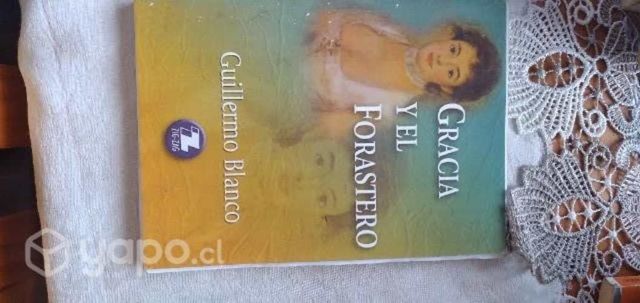 GRACIA
Y EL
FORASTERO
Guillermo Blanco
ZIG-ZAG
yapo.cl